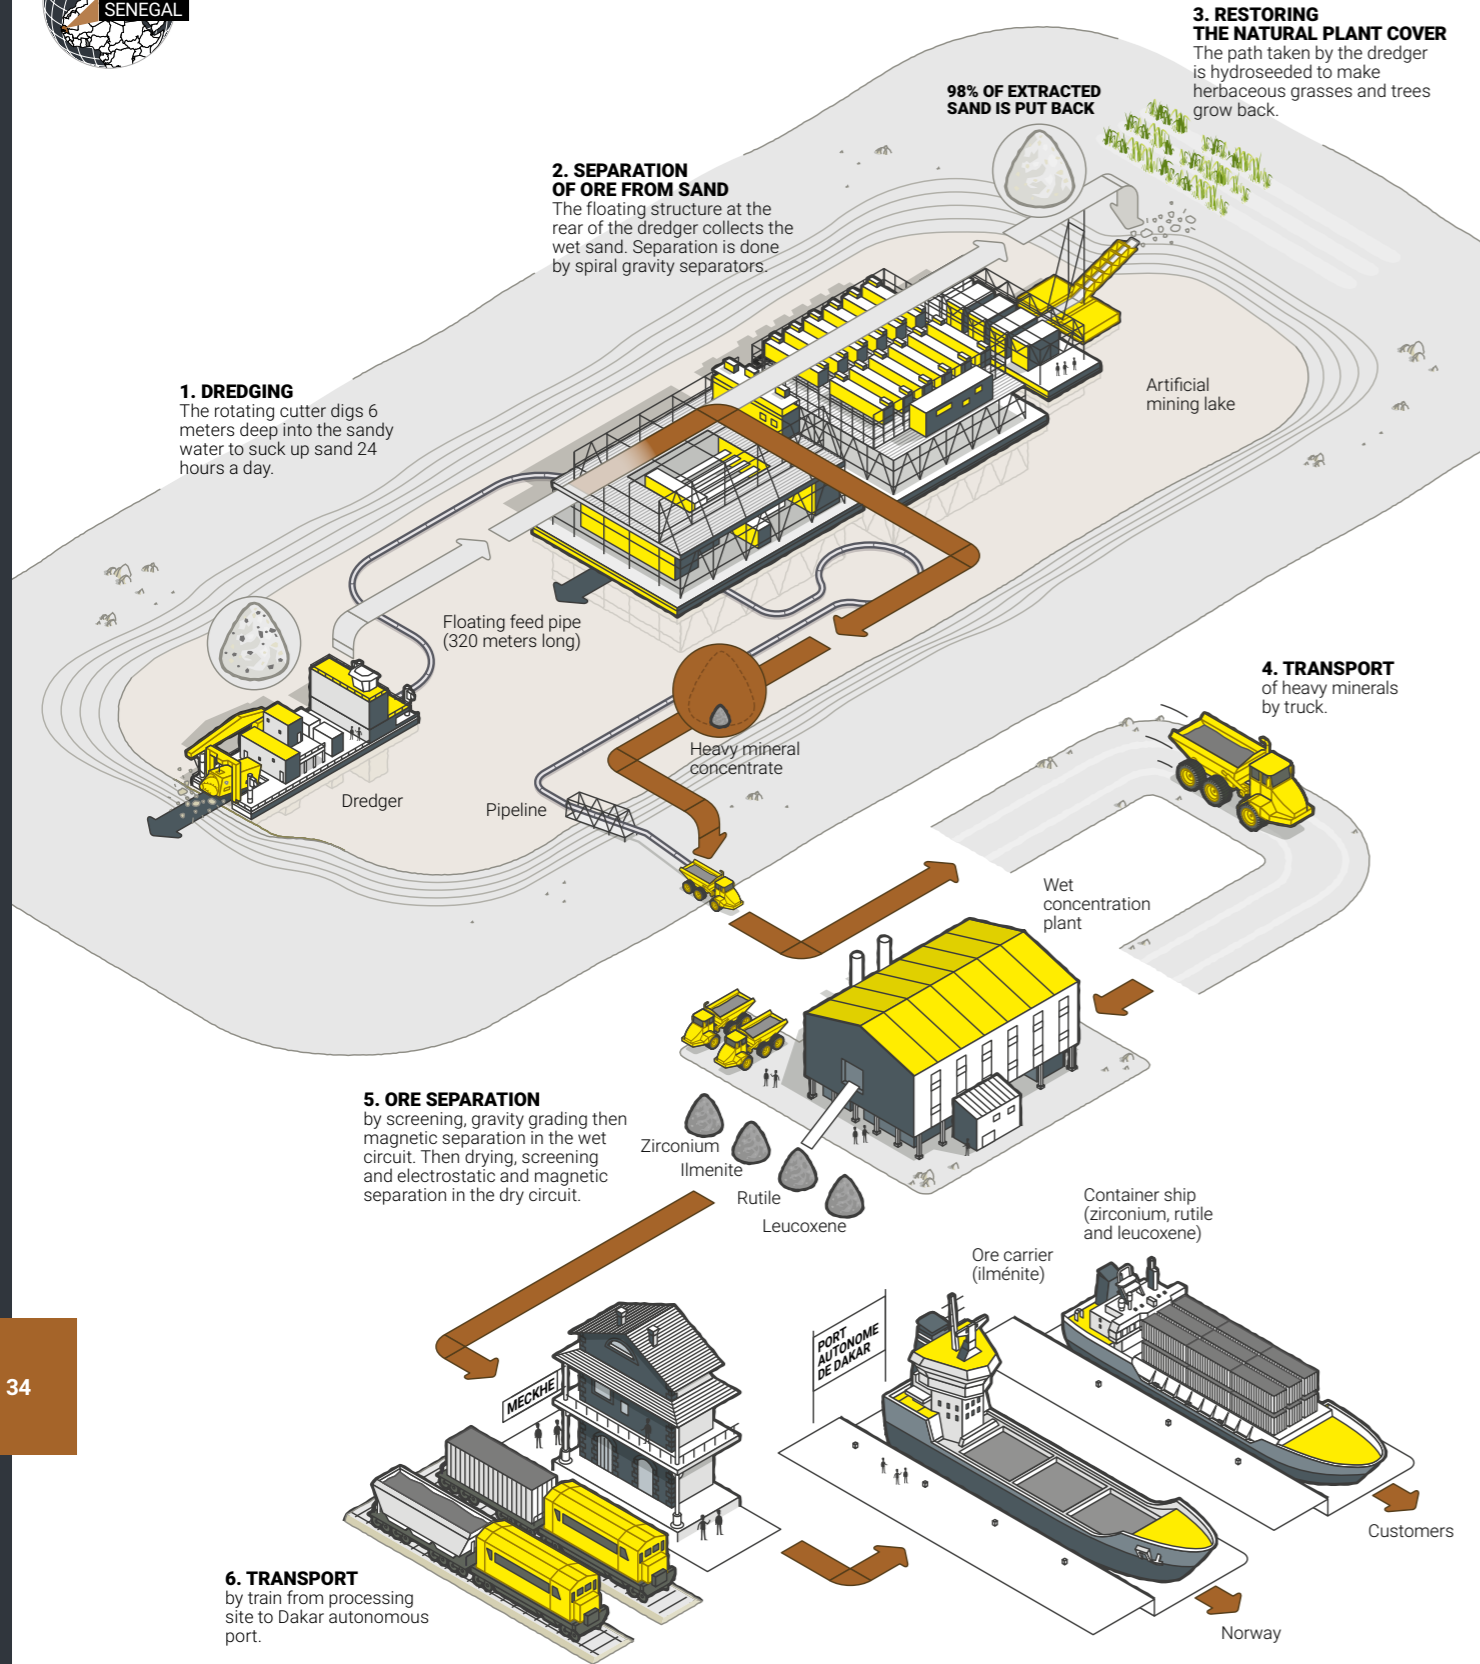 SENEGAL
3. RESTORING
THE NATURAL PLANT COVER
The path taken by the dredger
is hydroseeded to make
herbaceous grasses and trees
grow back.
98% OF EXTRACTED
SAND IS PUT BACK
2. SEPARATION
OF ORE FROM SAND
The floating structure at the
rear of the dredger collects the
wet sand. Separation is done
by spiral gravity separators.
1. DREDGING
The rotating cutter digs 6
meters deep into the sandy
water to suck up sand 24
hours a day.
Artificial
mining lake
Floating feed pipe
(320 meters long)
4. TRANSPORT
of heavy minerals
by truck.
Heavy mineral
concentrate
Dredger
Pipeline
Wet
concentration
plant
5. ORE SEPARATION
by screening, gravity grading then
magnetic separation in the wet
circuit. Then drying, screening
and electrostatic and magnetic
separation in the dry circuit.
Zirconium
Ilmenite
Rutile
Leucoxene
Container ship
(zirconium, rutile
and leucoxene)
Ore carrier
(ilménite)
PORT
AUTONOME
DE DAKAR
MECKHE
34
Customers
6. TRANSPORT
by train from processing
site to Dakar autonomous
port.
Norway